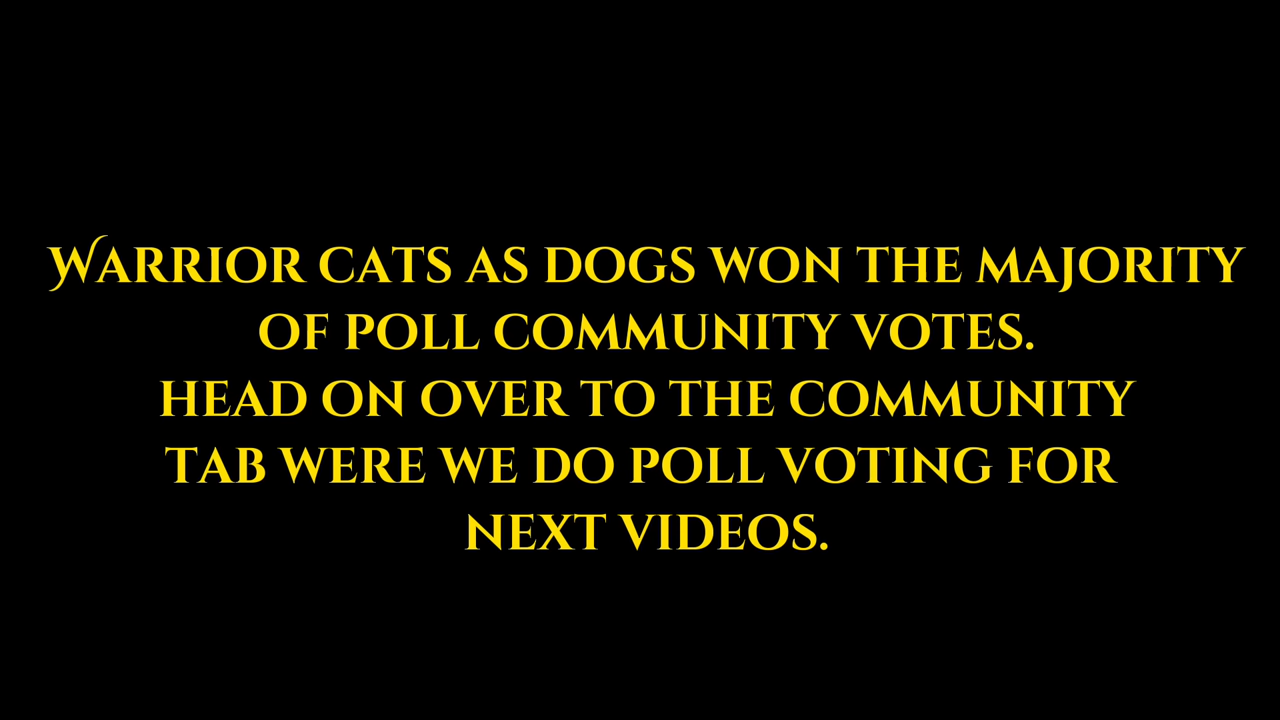 Warrior cats as dogs won the majority
of poll community votes.
head on over to the community
tab were we do poll voting for
next videos.